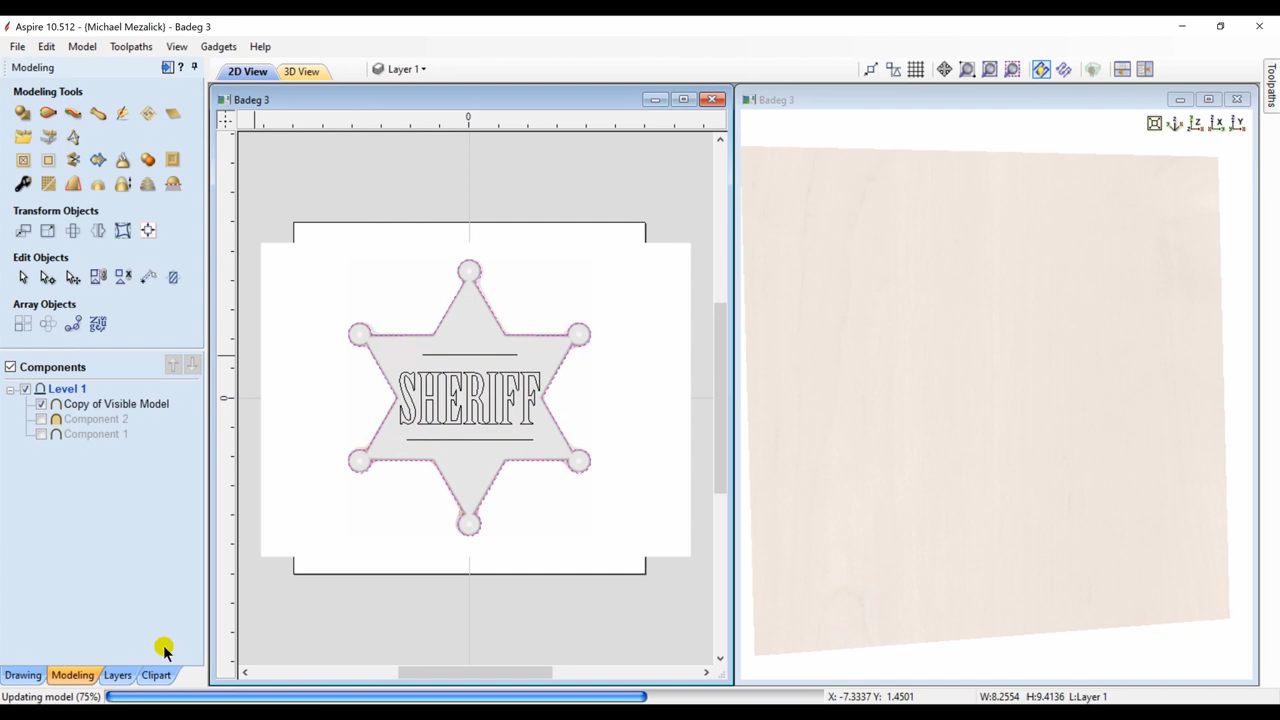 Aspire 10.512 - {Michael Mezalick} - Badeg 3
File Edit Model Toolpaths View Gadgets Help
Modeling
2D View 3D View Layer 1
Toolpaths
Modeling Tools
Badeg 3
Badeg 3
0
Z X Y
Transform Objects
Edit Objects
Array Objects
Components
Level 1
Copy of Visible Model
Component 2
Component 1
0
SHERIFF
Drawing Modeling Layers Clipart
Updating model (75%)
X: -7.3337 Y: 1.4501
W:8.2554 H:9.4136 L:Layer 1